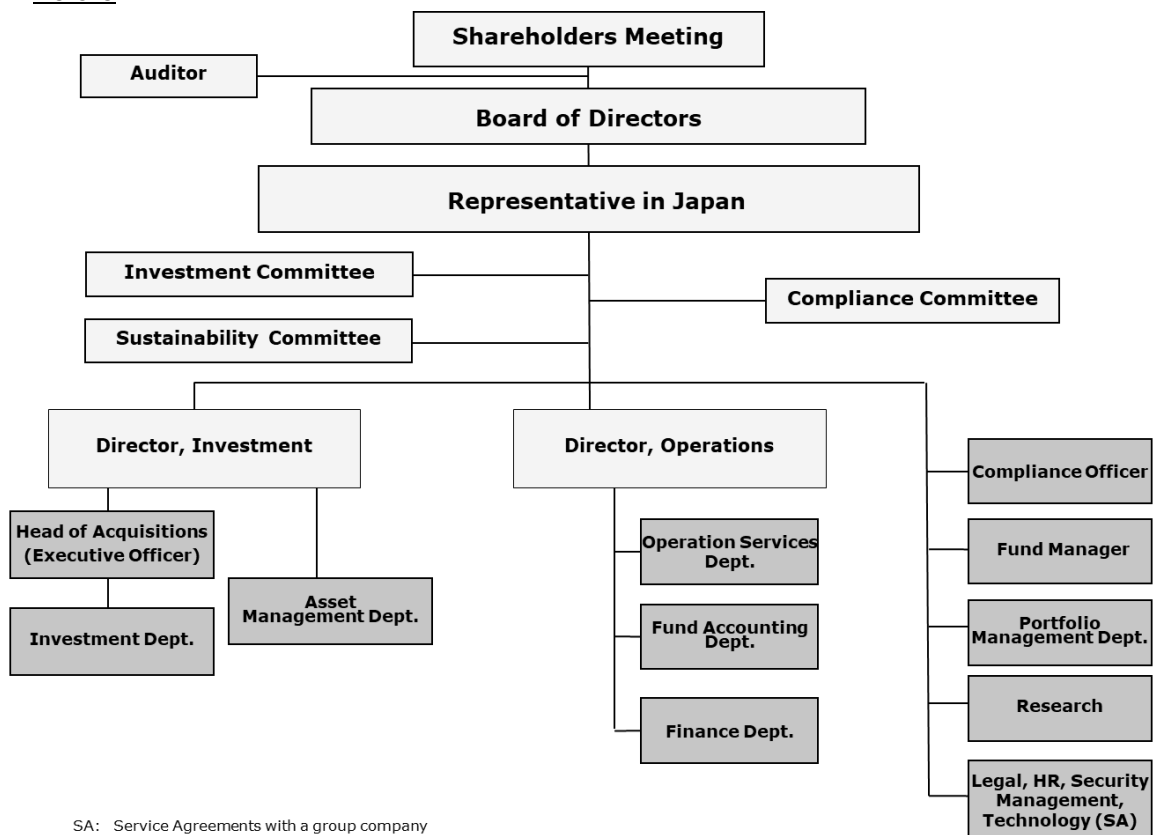 Shareholders Meeting
Auditor
Board of Directors
Representative in Japan
Investment Committee
Compliance Committee
Sustainability Committee
Director, Investment
Director, Operations
Compliance Officer
Head of Acquisitions
(Executive Officer)
Operation Services
Dept.
Fund Manager
Asset
Management Dept.
Investment Dept.
Fund Accounting
Dept.
Portfolio
Management Dept.
Research
Finance Dept.
Legal, HR, Security
Management,
Technology (SA)
SA: Service Agreements with a group company